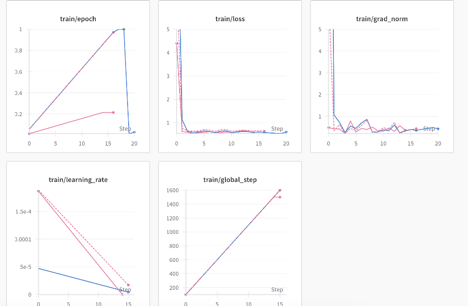 train/epoch
1
3.8
3.6
3.4
3.2
Step
0 5 10 15 20
train/loss
5
4
3
2
1
Step
0 5 10 15 20
train/grad_norm
5
4
3
2
1
Step
0 5 10 15 20
train/learning_rate
1.5e-4
3.0001
5e-5
0
Step
0 5 10 15
train/global_step
1600
1400
1200
1000
800
600
400
200
Step
0 5 10 15